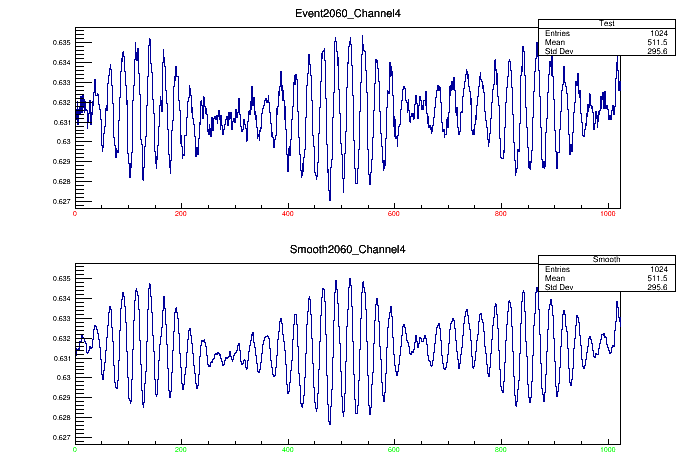 Event2060_Channel4
Test
Entries 1024
Mean 511.5
Std Dev 295.6
0.635
0.634
0.633
0.632
0.631
0.63
0.629
0.628
0.627
0 200 400 600 800 1000
Smooth2060_Channel4
Smooth
Entries 1024
Mean 511.5
Std Dev 295.6
0.635
0.634
0.633
0.632
0.631
0.63
0.629
0.628
0.627
0 200 400 600 800 1000